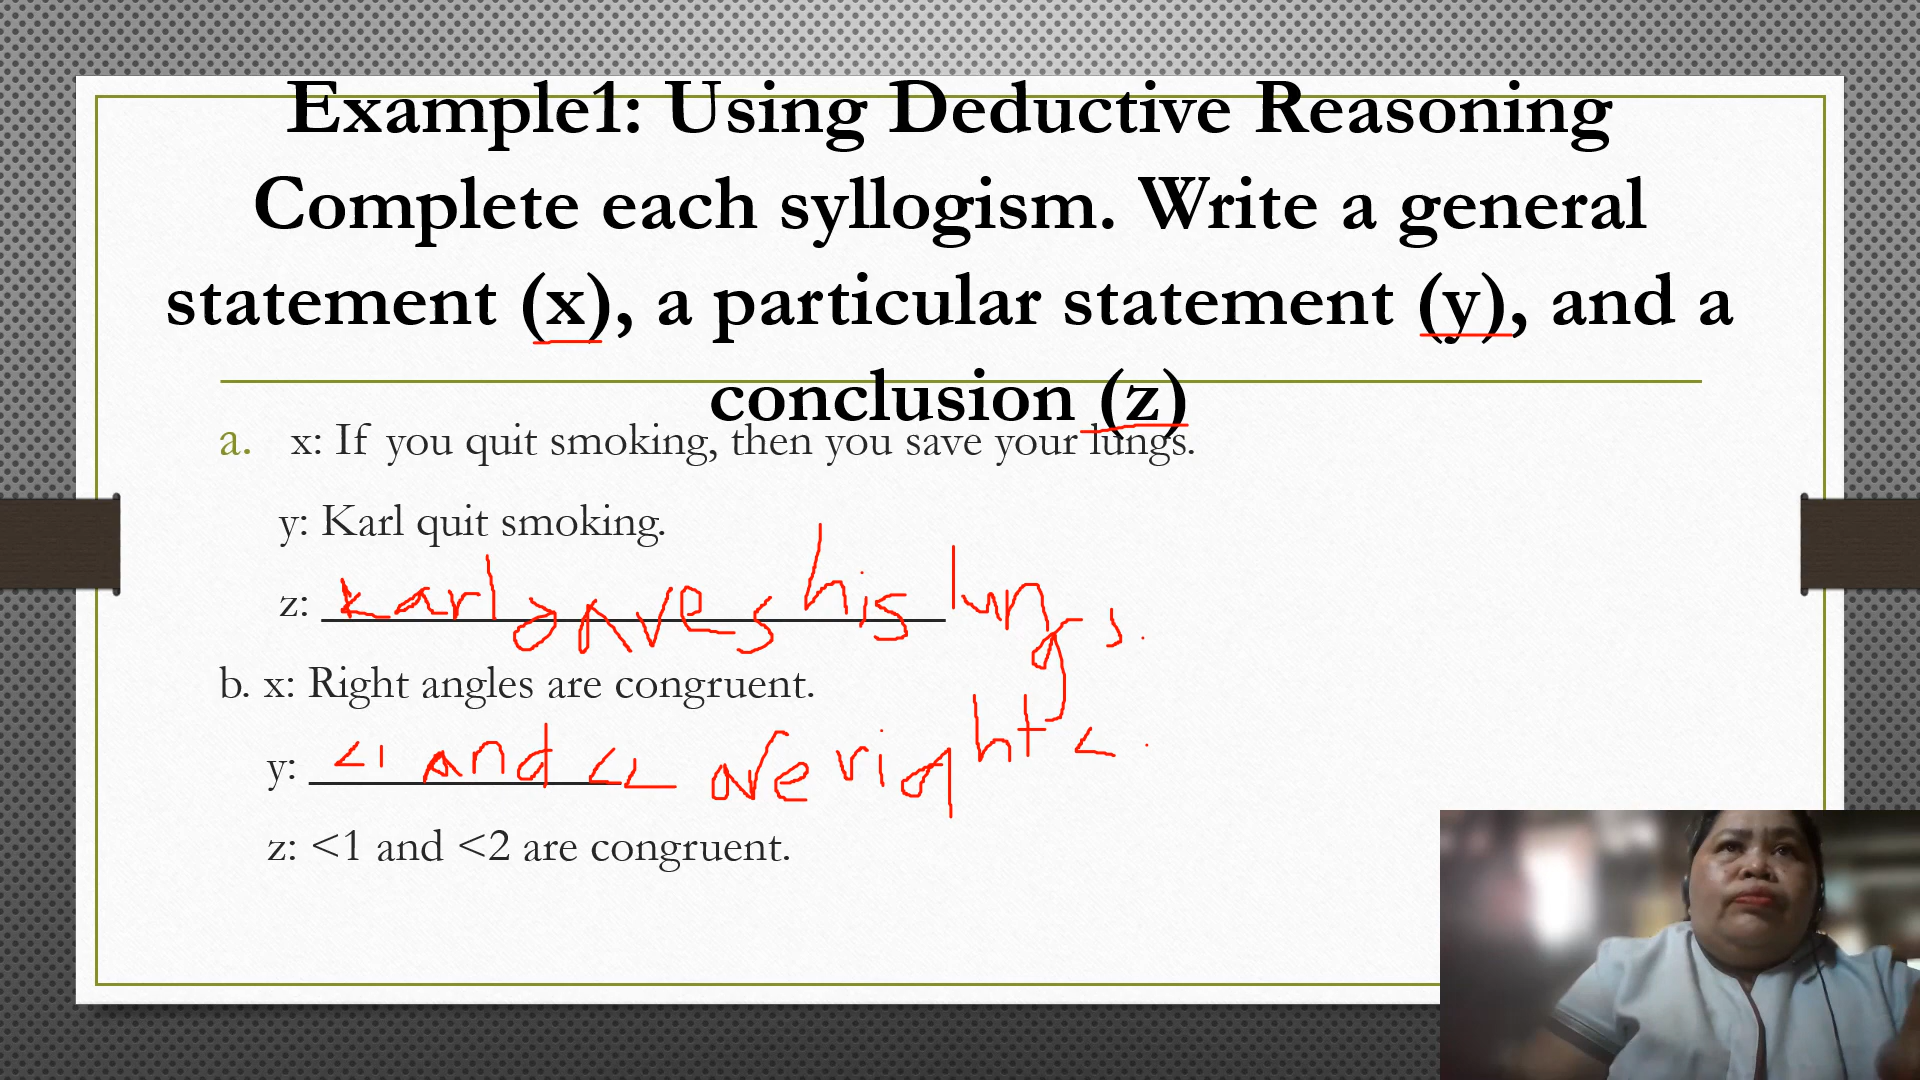 Example1: Using Deductive Reasoning
Complete each syllogism. Write a general
statement (x), a particular statement (y), and a
conclusion (z)
a. x: If you quit smoking, then you save your lungs.
y: Karl quit smoking.
z: Karl saves his lungs.
b. x: Right angles are congruent.
y: <1 and <2 are right <.
z: <1 and <2 are congruent.